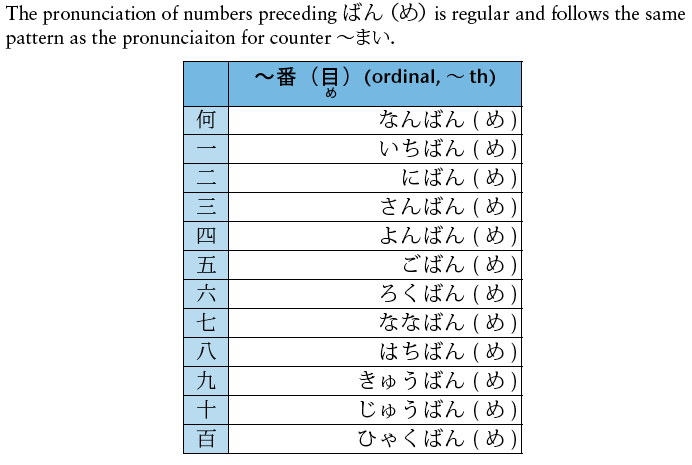 The pronunciation of numbers preceding ばん（め）is regular and follows the same
pattern as the pronunciaiton for counter 〜まい.
〜番（目）(ordinal, 〜 th)
め
何 なんばん ( め )
一 いちばん ( め )
二 にばん ( め )
三 さんばん ( め )
四 よんばん ( め )
五 ごばん ( め )
六 ろくばん ( め )
七 ななばん ( め )
八 はちばん ( め )
九 きゅうばん ( め )
十 じゅうばん ( め )
百 ひゃくばん ( め )